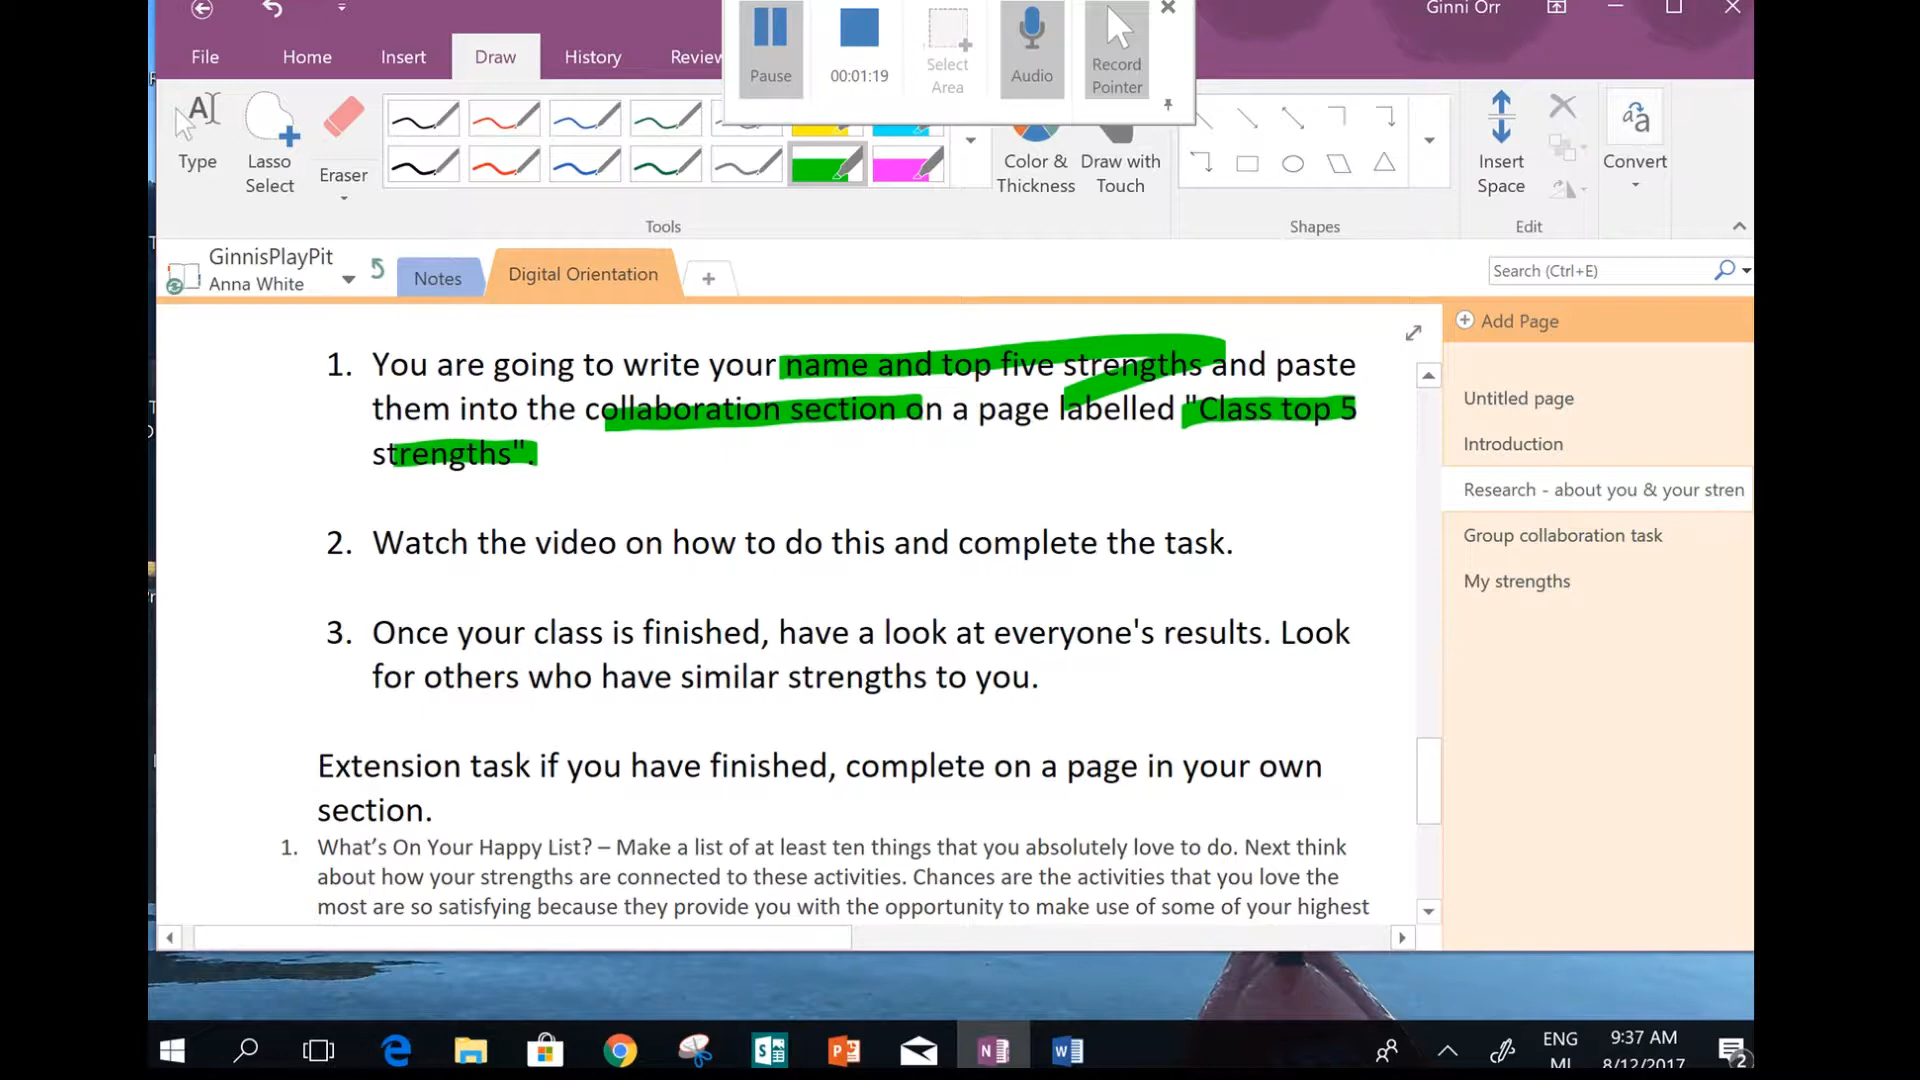 Ginni Orr
Pause
00:01:19
Select Area
Audio
Record Pointer
File Home Insert Draw History Review
Type
Lasso Select
Eraser
Color & Thickness
Draw with Touch
Insert Space
Convert
Tools
Shapes
Edit
GinnisPlayPit
Anna White
Notes
Digital Orientation
Search (Ctrl+E)
Add Page
Untitled page
Introduction
Research - about you & your stren
Group collaboration task
My strengths
1. You are going to write your name and top five strengths and paste
them into the collaboration section on a page labelled "Class top 5
strengths".
2. Watch the video on how to do this and complete the task.
3. Once your class is finished, have a look at everyone's results. Look
for others who have similar strengths to you.
Extension task if you have finished, complete on a page in your own
section.
1. What’s On Your Happy List? – Make a list of at least ten things that you absolutely love to do. Next think
about how your strengths are connected to these activities. Chances are the activities that you love the
most are so satisfying because they provide you with the opportunity to make use of some of your highest
ENG
MI
9:37 AM
8/12/2017
2